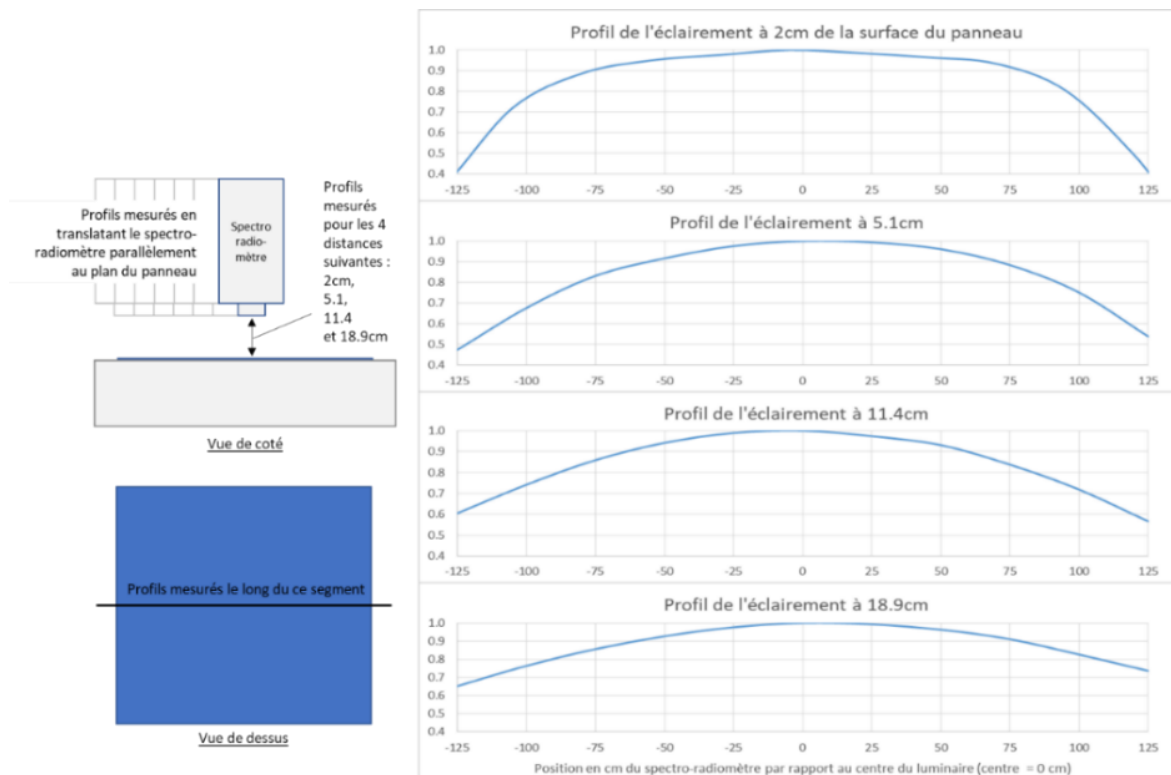 Profils mesurés en
translatant le spectro-
radiomètre parallèlement
au plan du panneau
Spectro
radio-
mètre
Profils
mesurés
pour les 4
distances
suivantes :
2cm,
5.1,
11.4
et 18.9cm
Vue de coté
Profils mesurés le long du ce segment
Vue de dessus
Profil de l'éclairement à 2cm de la surface du panneau
1.0
0.9
0.8
0.7
0.6
0.5
0.4
-125 -100 -75 -50 -25 0 25 50 75 100 125
Profil de l'éclairement à 5.1cm
1.0
0.9
0.8
0.7
0.6
0.5
0.4
-125 -100 -75 -50 -25 0 25 50 75 100 125
Profil de l'éclairement à 11.4cm
1.0
0.9
0.8
0.7
0.6
0.5
0.4
-125 -100 -75 -50 -25 0 25 50 75 100 125
Profil de l'éclairement à 18.9cm
1.0
0.9
0.8
0.7
0.6
0.5
0.4
-125 -100 -75 -50 -25 0 25 50 75 100 125
Position en cm du spectro-radiomètre par rapport au centre du luminaire (centre = 0 cm)